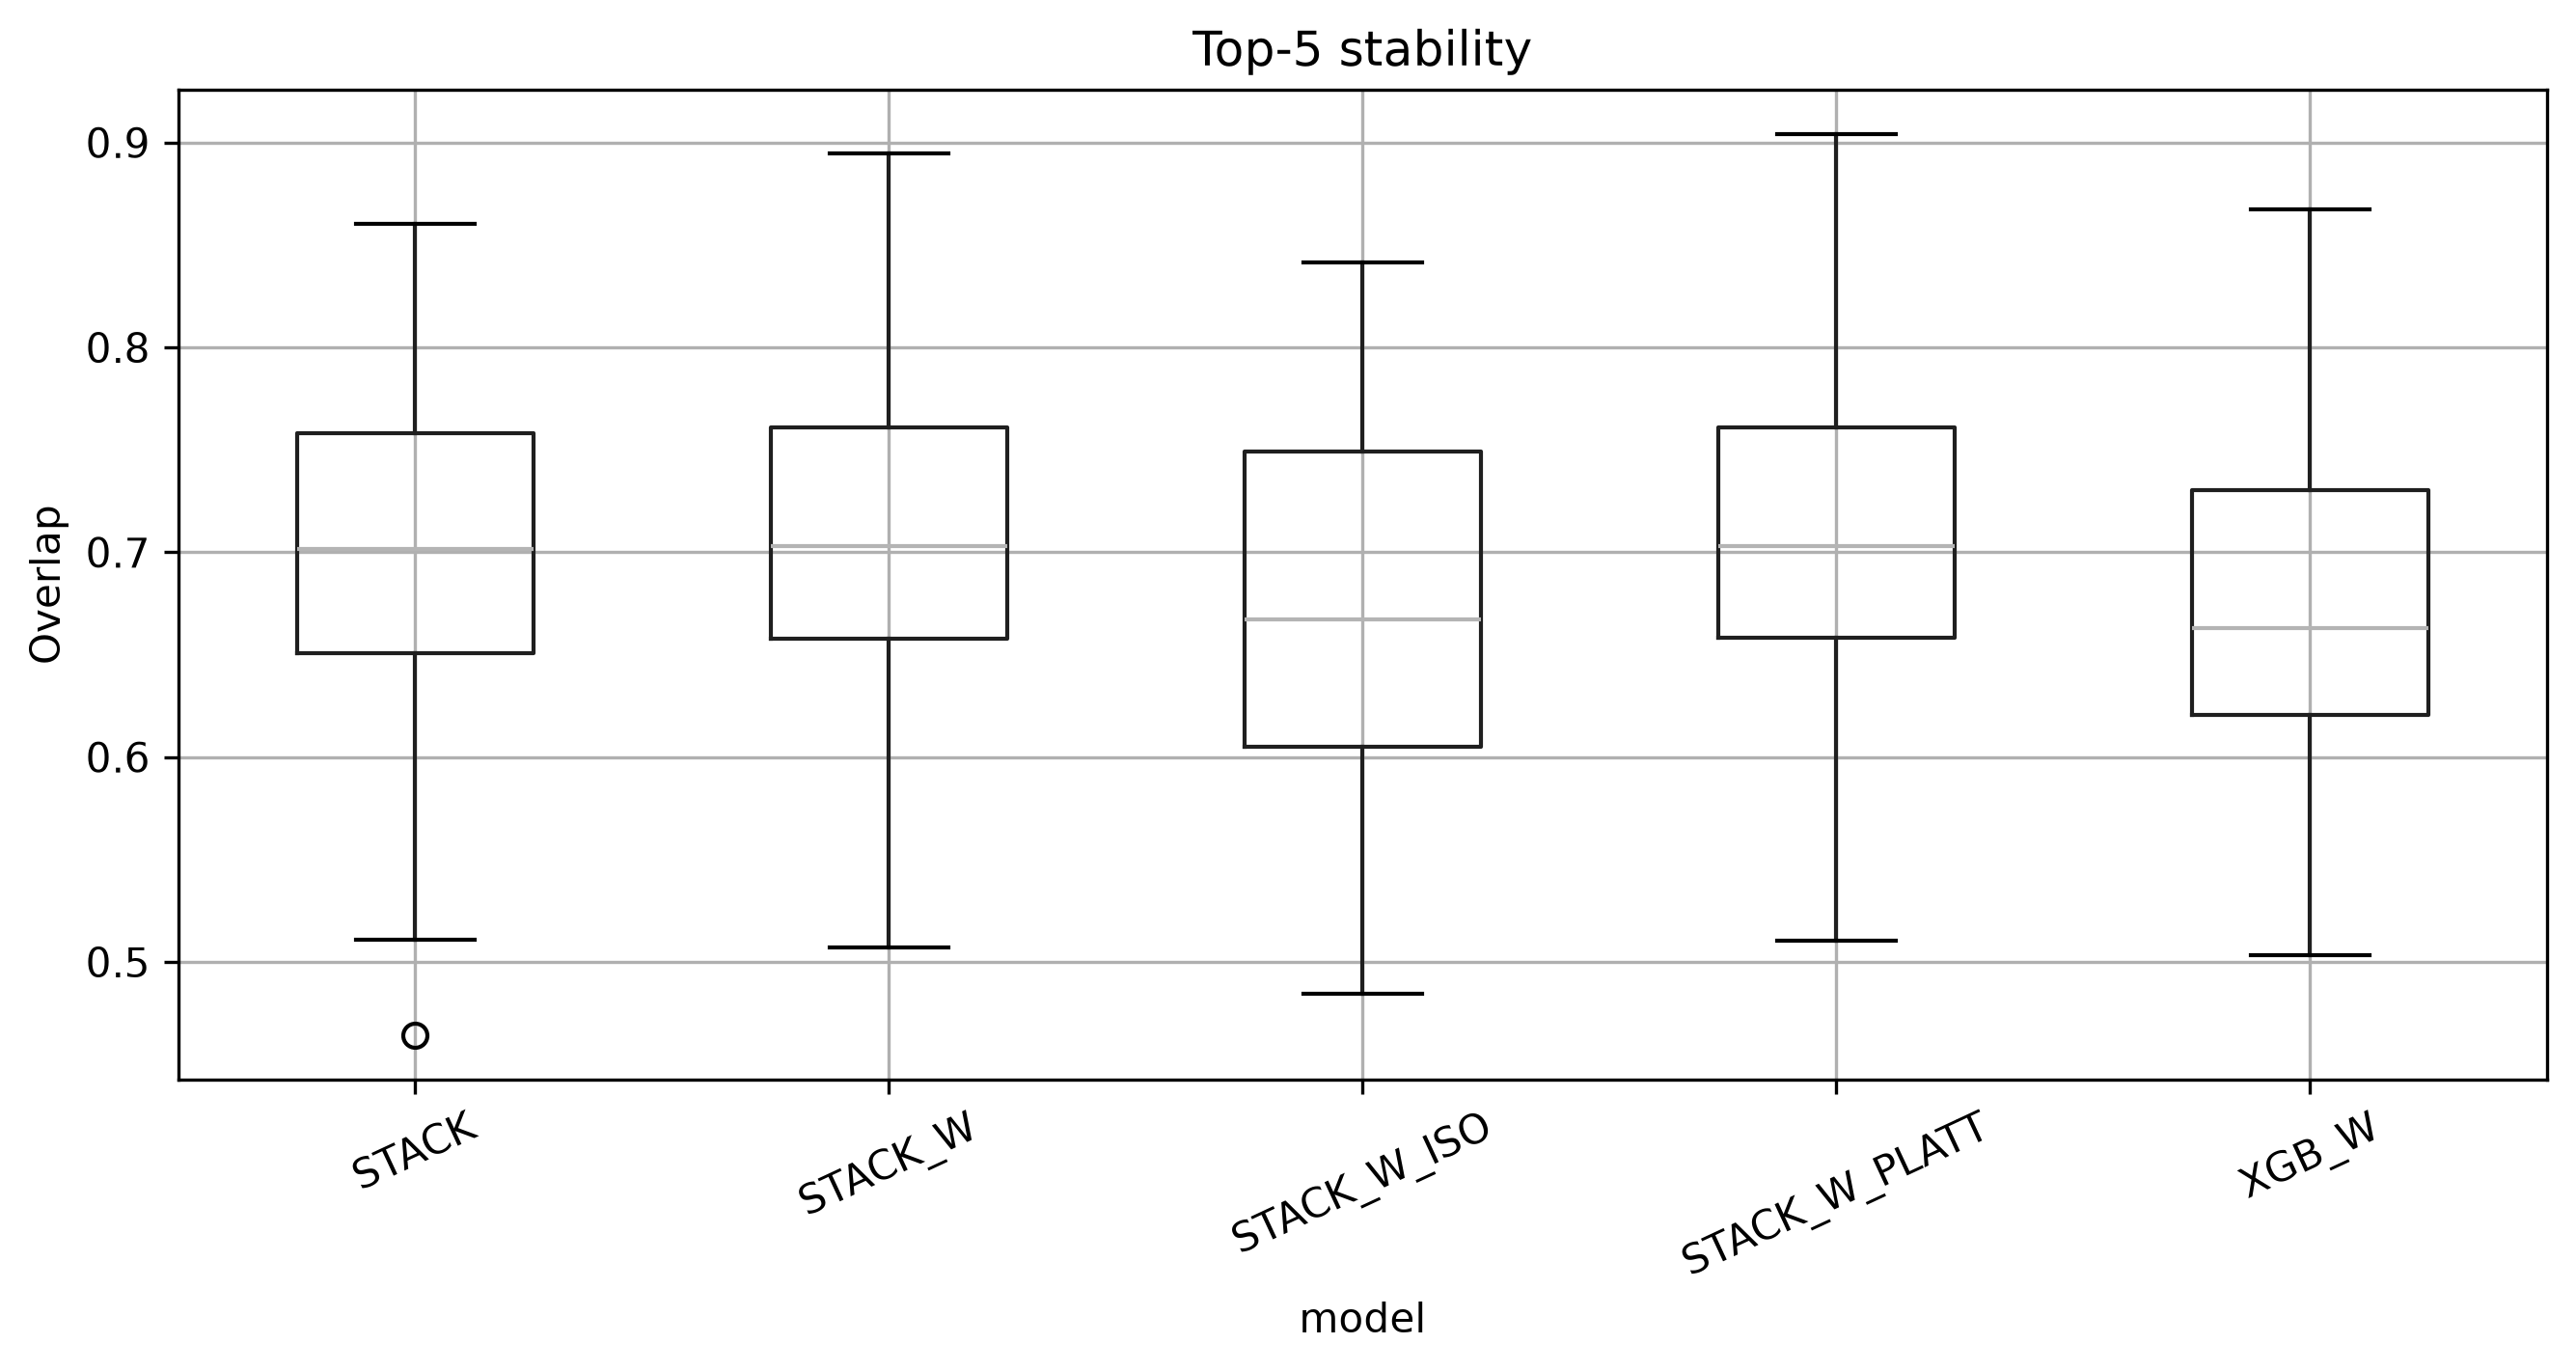 Top-5 stability
Overlap
0.9
0.8
0.7
0.6
0.5
STACK
STACK_W
STACK_W_ISO
STACK_W_PLATT
XGB_W
model